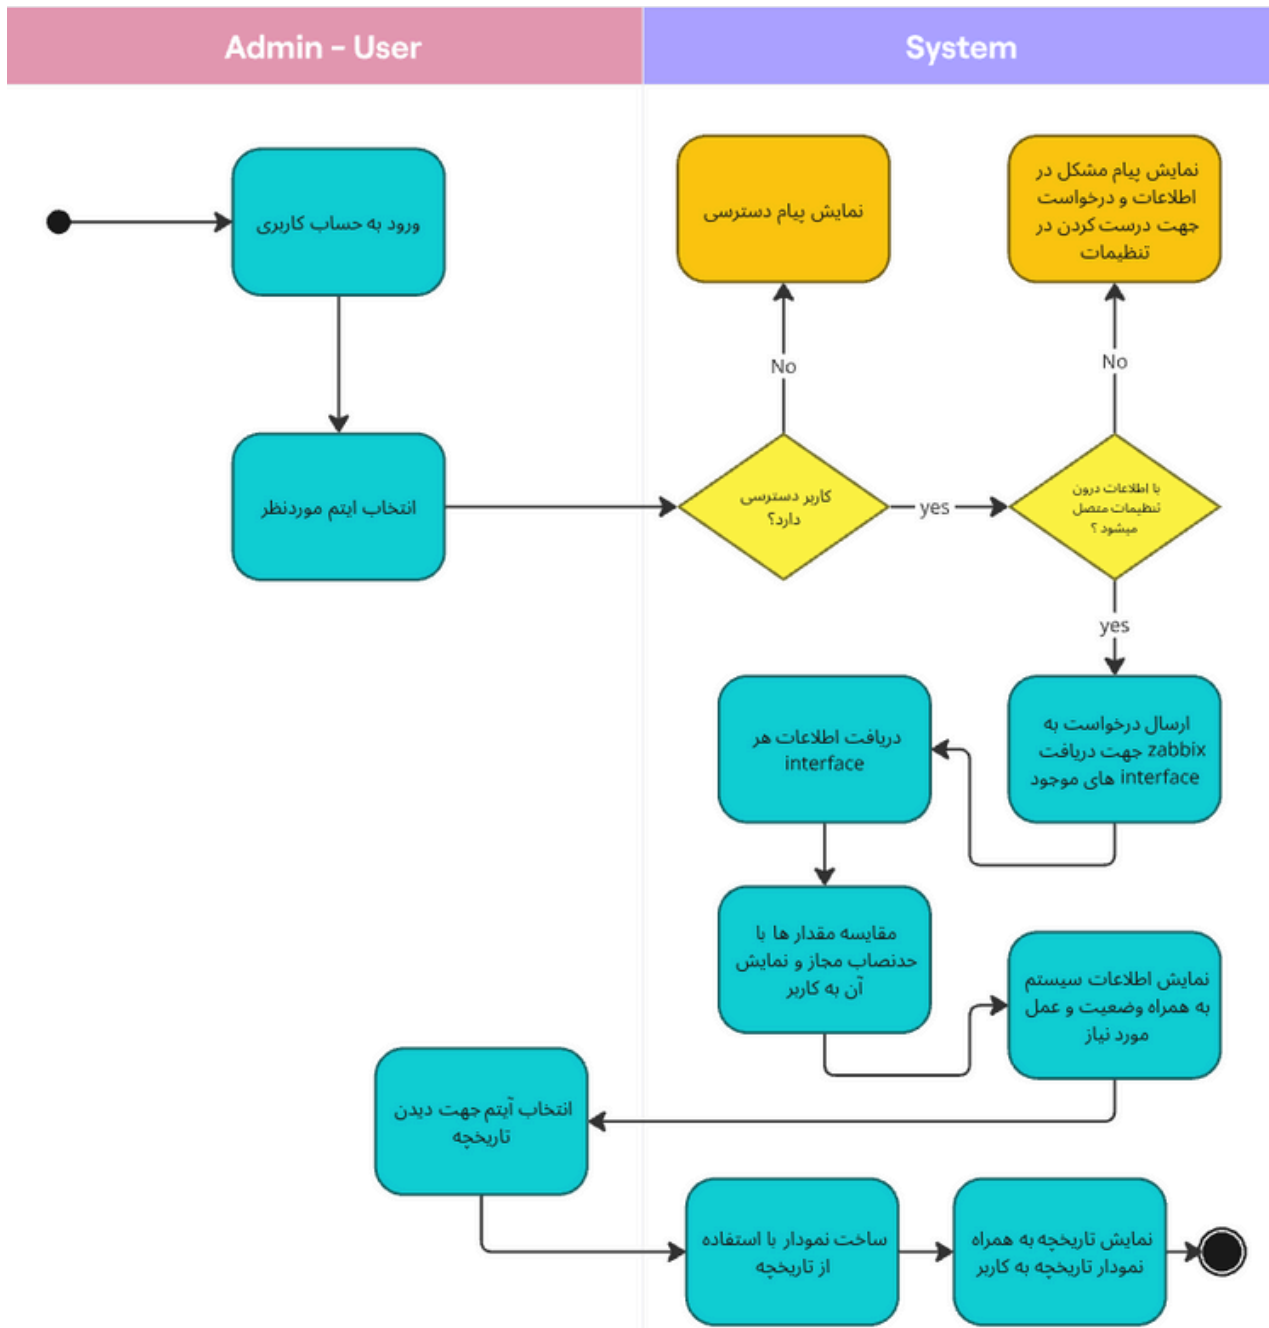 Admin - User
System
ورود به حساب کاربری
نمایش پیام دسترسی
نمایش پیام مشکل در
اطلاعات و درخواست
جهت درست کردن در
تنظیمات
No
No
انتخاب ایتم موردنظر
کاربر دسترسی
دارد؟
yes
با اطلاعات درون
تنظیمات متصل
میشود ؟
yes
ارسال درخواست به
zabbix جهت دریافت
interface های موجود
دریافت اطلاعات هر
interface
مقایسه مقدار ها با
حدنصاب مجاز و نمایش
آن به کاربر
نمایش اطلاعات سیستم
به همراه وضعیت و عمل
مورد نیاز
انتخاب آیتم جهت دیدن
تاریخچه
ساخت نمودار با استفاده
از تاریخچه
نمایش تاریخچه به همراه
نمودار تاریخچه به کاربر